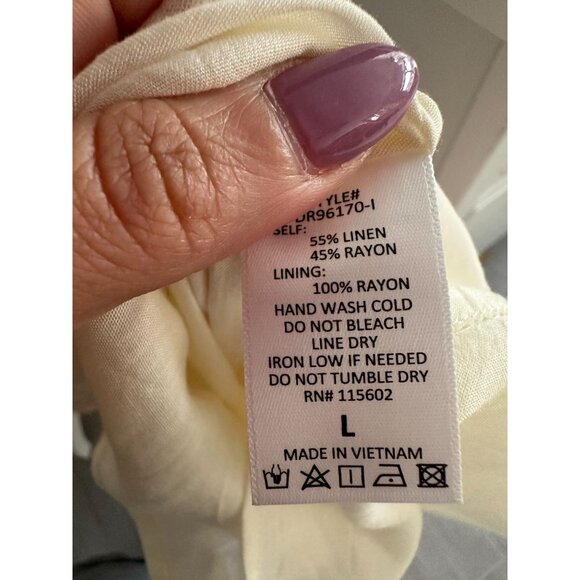 DR96170-I
SELF:
55% LINEN
45% RAYON
LINING:
100% RAYON
HAND WASH COLD
DO NOT BLEACH
LINE DRY
IRON LOW IF NEEDED
DO NOT TUMBLE DRY
RN# 115602
L
MADE IN VIETNAM